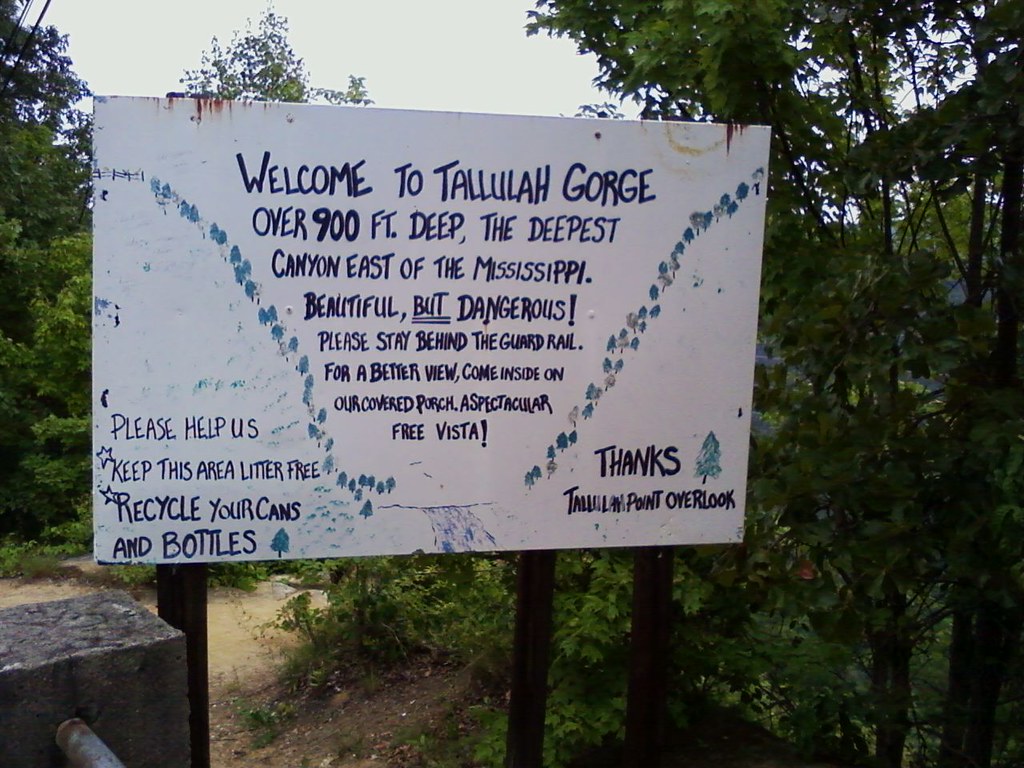 WELCOME TO TALLULAH GORGE
OVER 900 FT. DEEP, THE DEEPEST
CANYON EAST OF THE MISSISSIPPI.
BEAUTIFUL, BUT DANGEROUS!
PLEASE STAY BEHIND THE GUARD RAIL.
FOR A BETTER VIEW, COME INSIDE ON
OUR COVERED PORCH. A SPECTACULAR
FREE VISTA!
PLEASE HELP US
KEEP THIS AREA LITTER FREE
RECYCLE YOUR CANS
AND BOTTLES
THANKS
TALLULAH POINT OVERLOOK